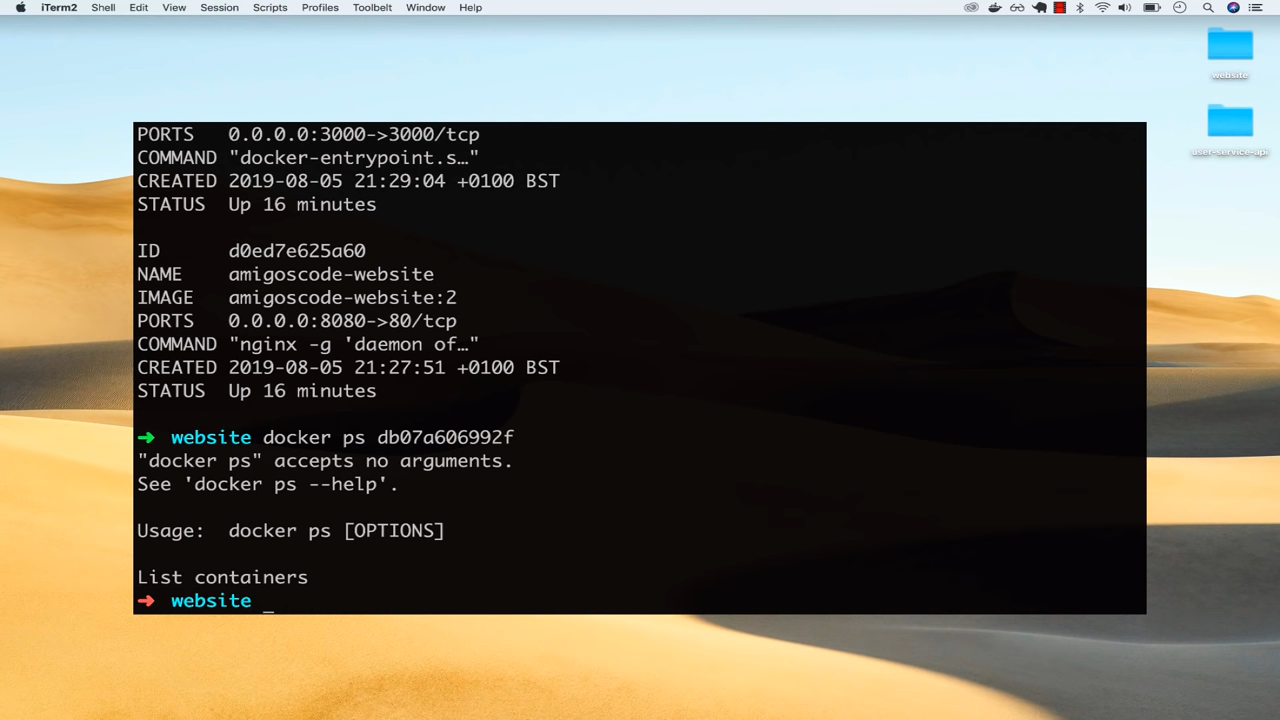 iTerm2 Shell Edit View Session Scripts Profiles Toolbelt Window Help
website
user-service-api
PORTS 0.0.0.0:3000->3000/tcp
COMMAND "docker-entrypoint.s…"
CREATED 2019-08-05 21:29:04 +0100 BST
STATUS Up 16 minutes
ID d0ed7e625a60
NAME amigoscode-website
IMAGE amigoscode-website:2
PORTS 0.0.0.0:8080->80/tcp
COMMAND "nginx -g 'daemon of…"
CREATED 2019-08-05 21:27:51 +0100 BST
STATUS Up 16 minutes
➜ website docker ps db07a606992f
"docker ps" accepts no arguments.
See 'docker ps --help'.
Usage: docker ps [OPTIONS]
List containers
➜ website _